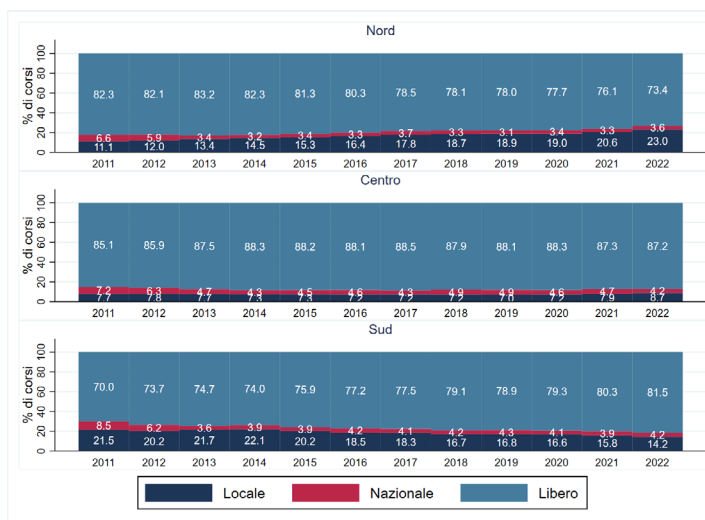 Nord
% di corsi
0 20 40 60 80 100
82.3 82.1 83.2 82.3 81.3 80.3 78.5 78.1 78.0 77.7 76.1 73.4
6.6 5.9 3.4 3.2 3.4 3.3 3.7 3.3 3.1 3.4 3.3 3.6
11.1 12.0 13.4 14.5 15.3 16.4 17.8 18.7 18.9 19.0 20.6 23.0
2011 2012 2013 2014 2015 2016 2017 2018 2019 2020 2021 2022
Centro
% di corsi
0 20 40 60 80 100
85.1 85.9 87.5 88.3 88.2 88.1 88.5 87.9 88.1 88.3 87.3 87.2
7.2 6.3 4.7 4.3 4.5 4.6 4.3 4.9 4.9 4.6 4.7 4.2
7.7 7.8 7.7 7.3 7.3 7.2 7.2 7.2 7.0 7.2 7.9 8.7
2011 2012 2013 2014 2015 2016 2017 2018 2019 2020 2021 2022
Sud
% di corsi
0 20 40 60 80 100
70.0 73.7 74.7 74.0 75.9 77.2 77.5 79.1 78.9 79.3 80.3 81.5
8.5 6.2 3.6 3.9 3.9 4.2 4.1 4.2 4.3 4.1 3.9 4.2
21.5 20.2 21.7 22.1 20.2 18.5 18.3 16.7 16.8 16.6 15.8 14.2
2011 2012 2013 2014 2015 2016 2017 2018 2019 2020 2021 2022
Locale Nazionale Libero